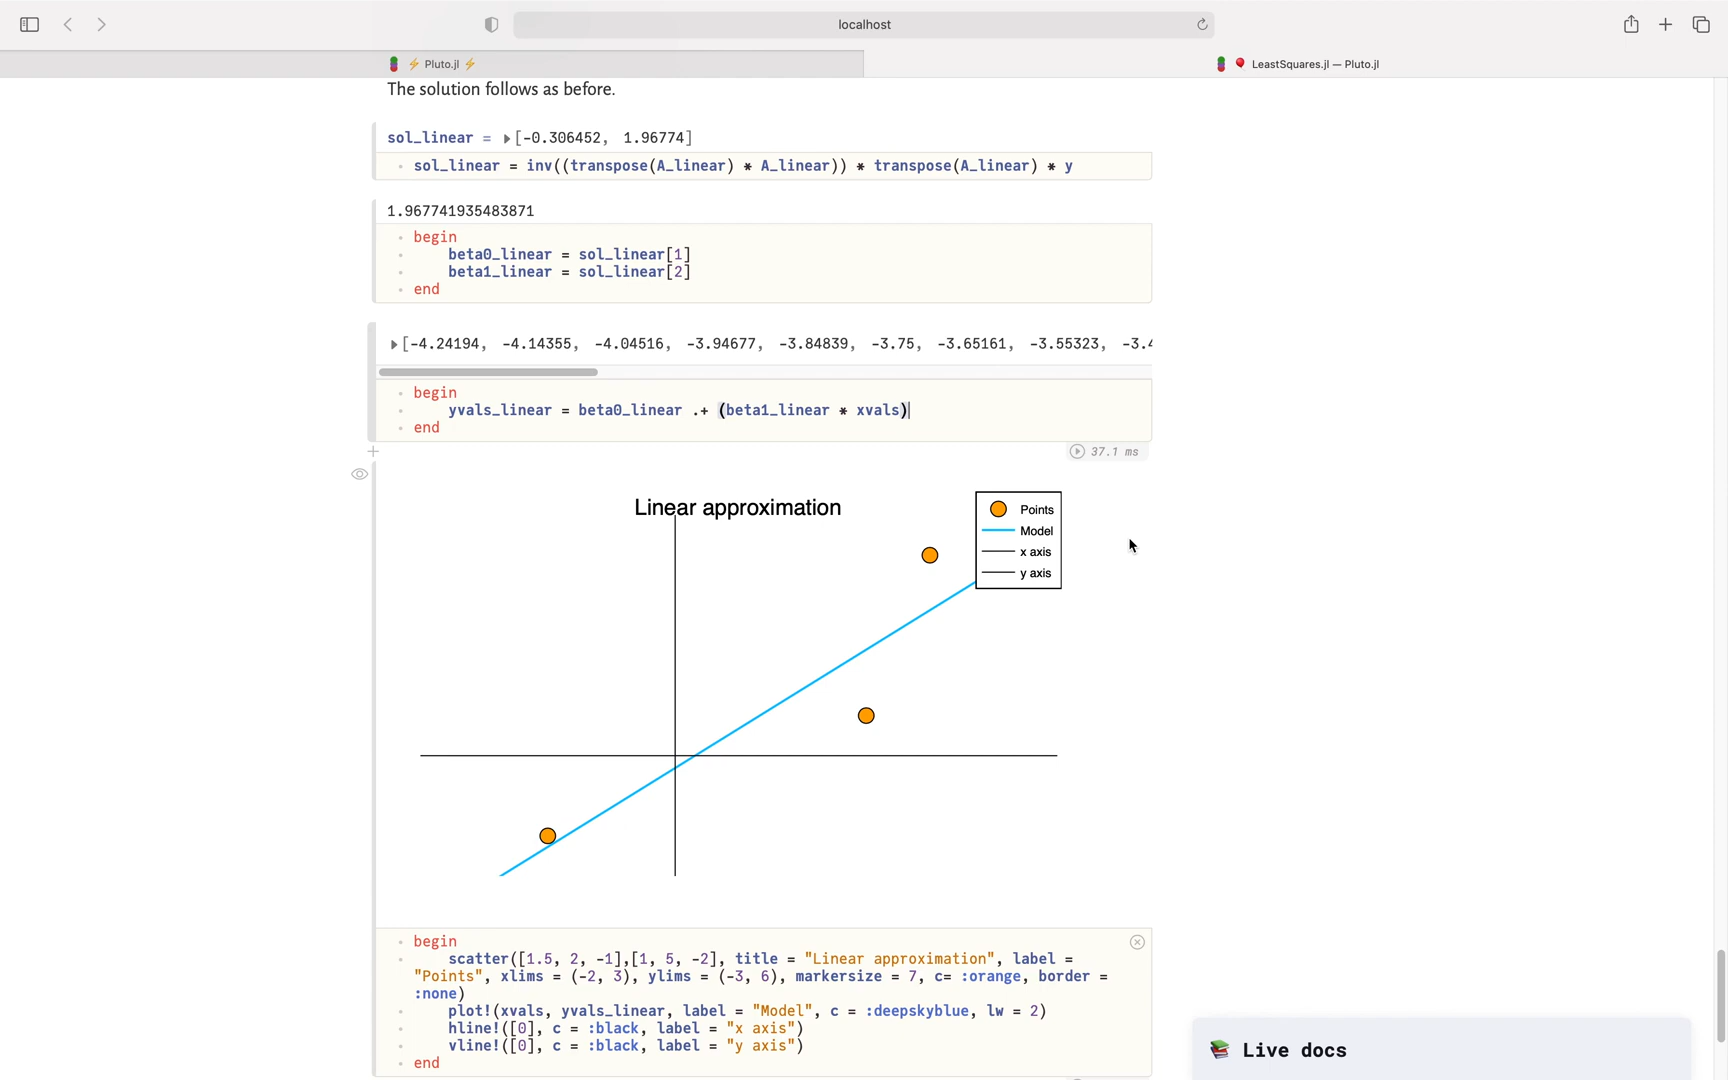 localhost
⚡ Pluto.jl ⚡
🎈 LeastSquares.jl — Pluto.jl
The solution follows as before.
sol_linear = ▶[-0.306452, 1.96774]
sol_linear = inv((transpose(A_linear) * A_linear)) * transpose(A_linear) * y
1.967741935483871
begin
beta0_linear = sol_linear[1]
beta1_linear = sol_linear[2]
end
▶[-4.24194, -4.14355, -4.04516, -3.94677, -3.84839, -3.75, -3.65161, -3.55323, -3.4
begin
yvals_linear = beta0_linear .+ (beta1_linear * xvals)
end
37.1 ms
Linear approximation
Points
Model
x axis
y axis
begin
scatter([1.5, 2, -1],[1, 5, -2], title = "Linear approximation", label =
"Points", xlims = (-2, 3), ylims = (-3, 6), markersize = 7, c= :orange, border =
:none)
plot!(xvals, yvals_linear, label = "Model", c = :deepskyblue, lw = 2)
hline!([0], c = :black, label = "x axis")
vline!([0], c = :black, label = "y axis")
end
📚 Live docs